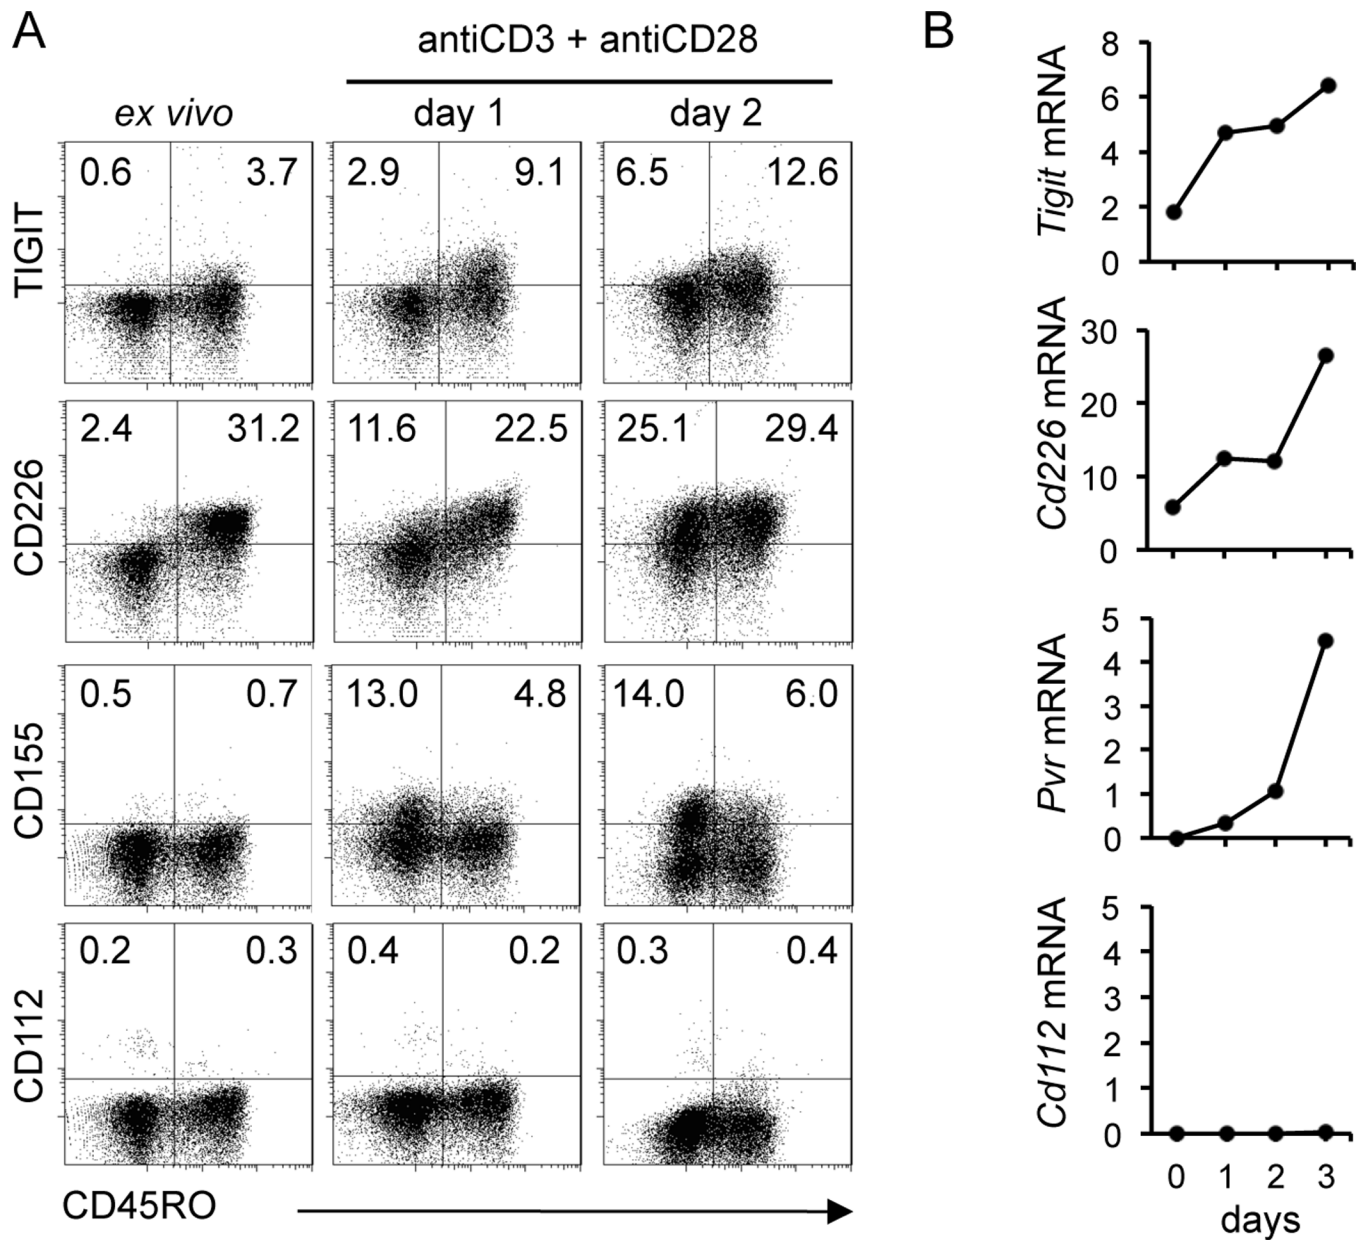 A
antiCD3 + antiCD28
ex vivo
day 1
day 2
TIGIT
0.6 3.7
2.9 9.1
6.5 12.6
CD226
2.4 31.2
11.6 22.5
25.1 29.4
CD155
0.5 0.7
13.0 4.8
14.0 6.0
CD112
0.2 0.3
0.4 0.2
0.3 0.4
CD45RO
B
Tigit mRNA
8
6
4
2
0
Cd226 mRNA
30
20
10
0
Pvr mRNA
5
4
3
2
1
0
Cd112 mRNA
5
4
3
2
1
0
0 1 2 3
days